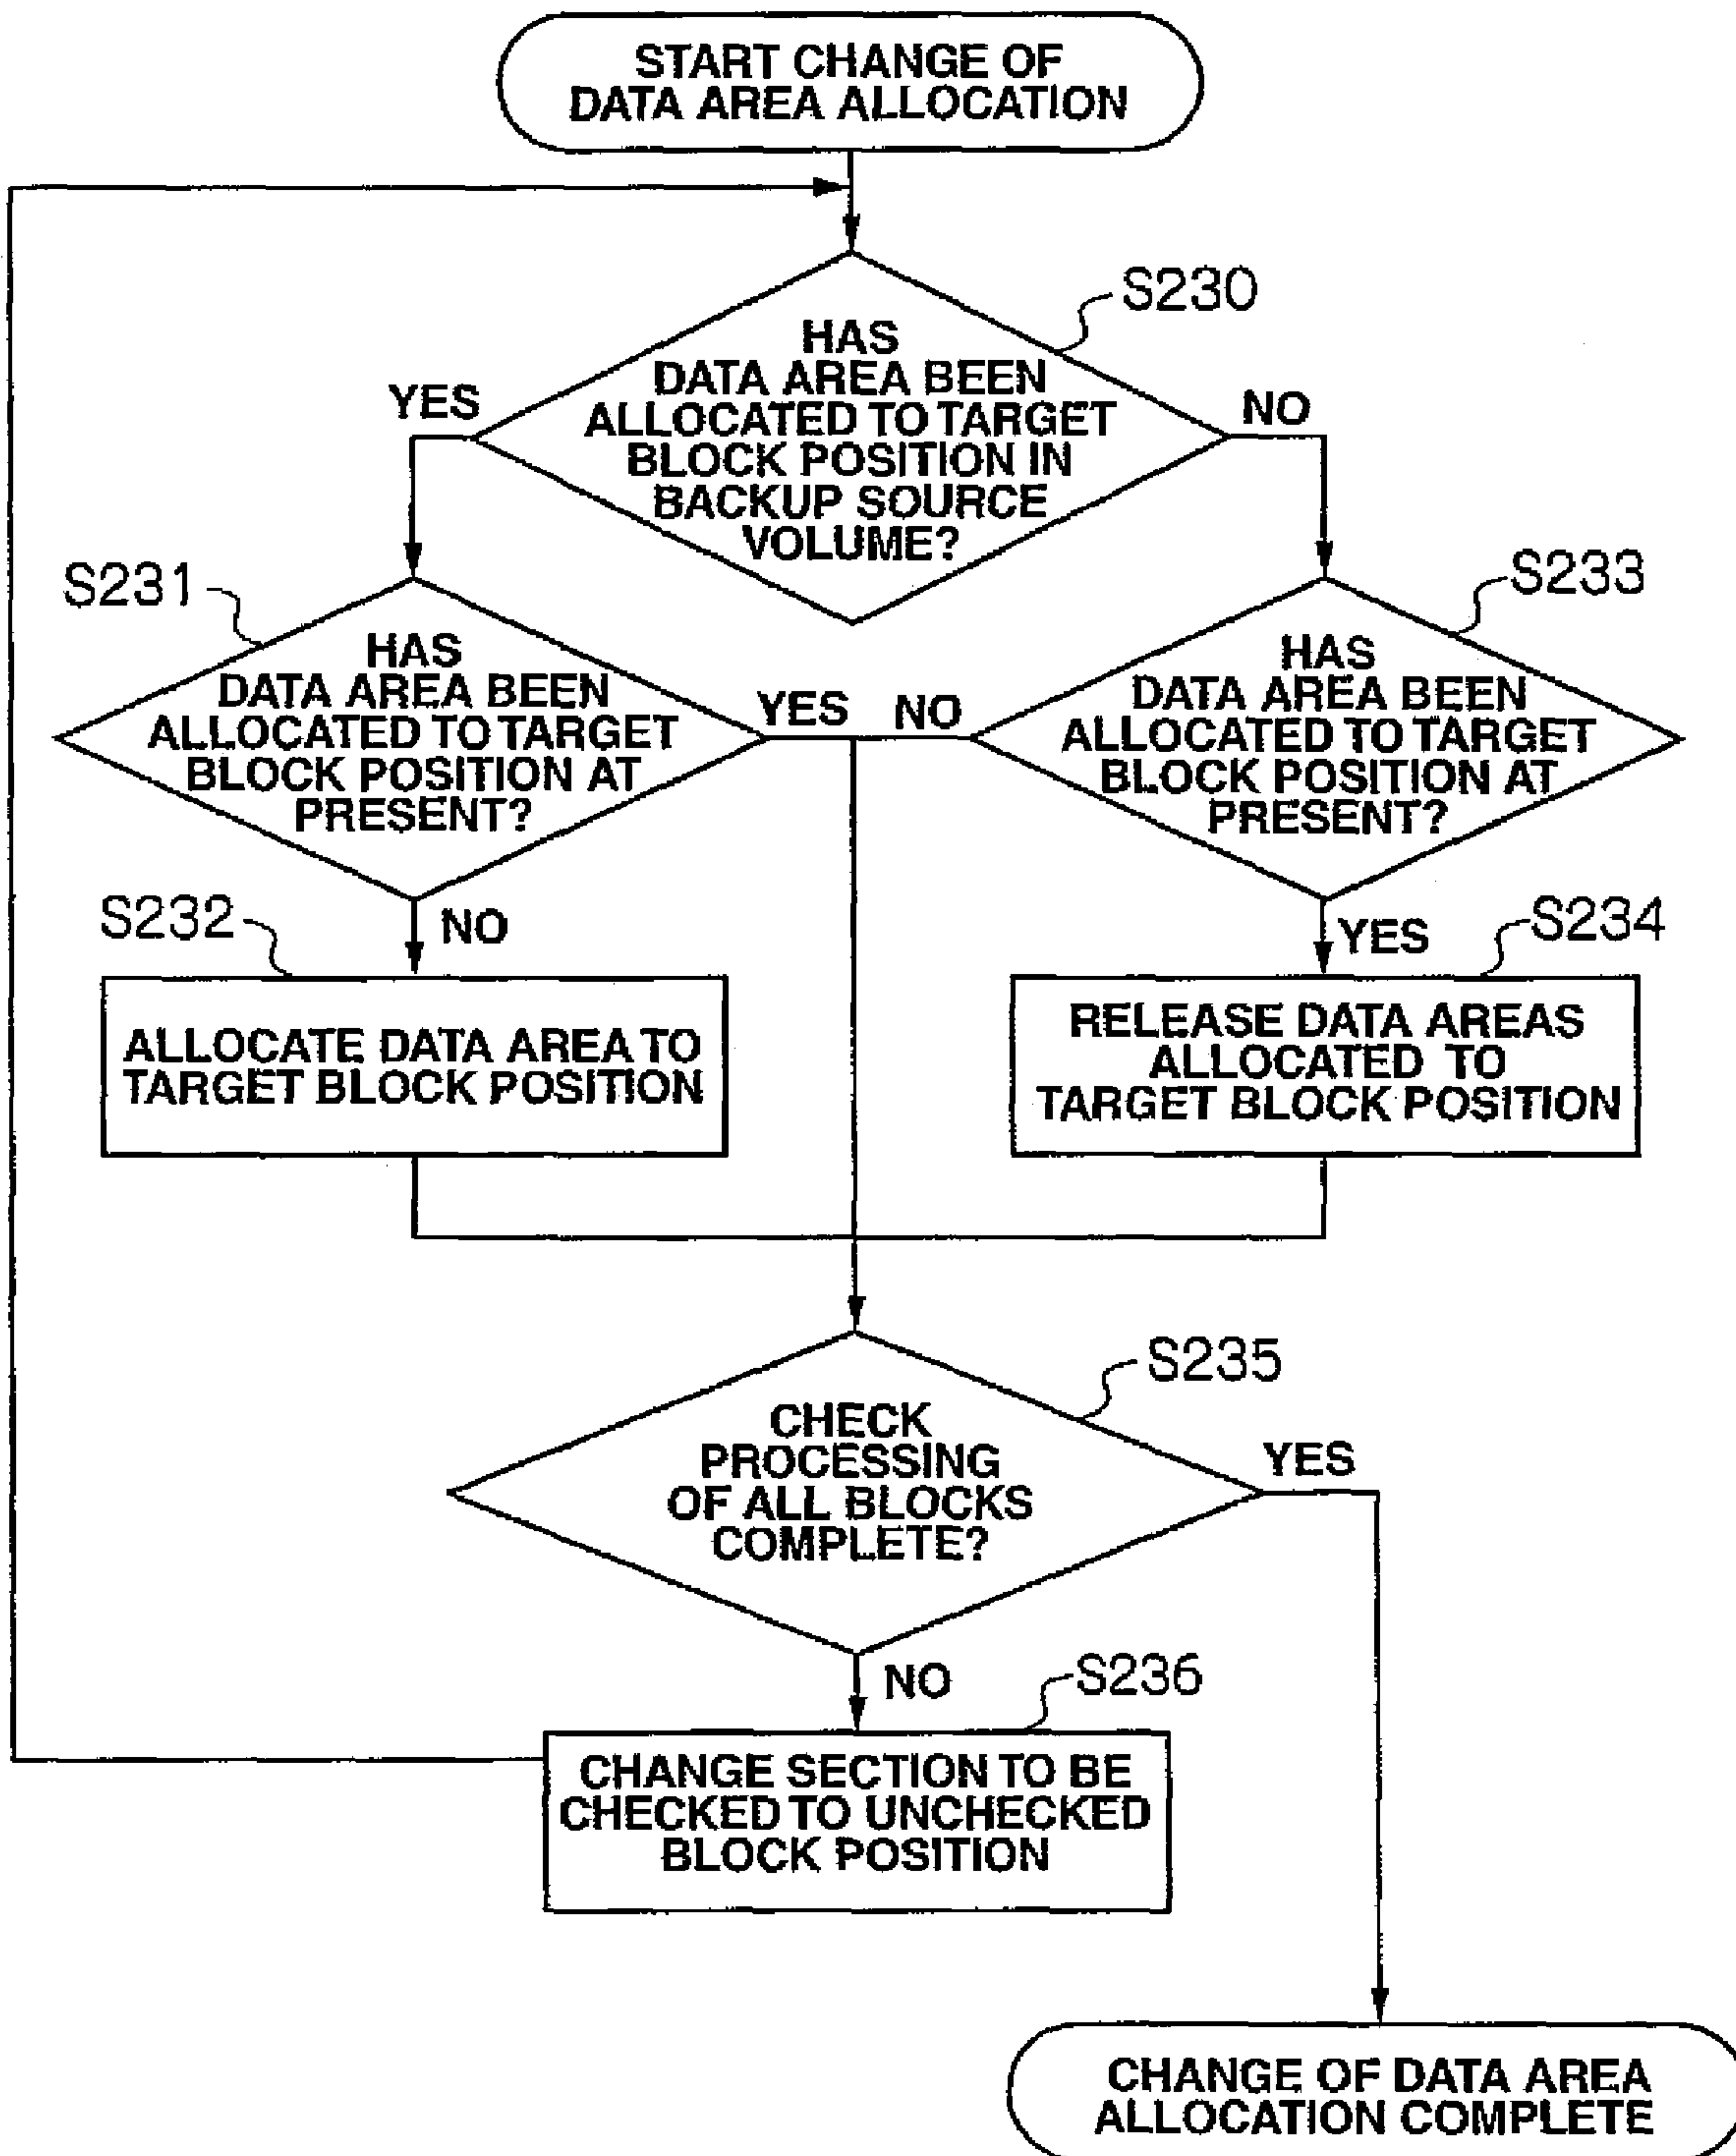 START CHANGE OF
DATA AREA ALLOCATION
S230
HAS
DATA AREA BEEN
ALLOCATED TO TARGET
BLOCK POSITION IN
BACKUP SOURCE
VOLUME?
YES
NO
S231
HAS
DATA AREA BEEN
ALLOCATED TO TARGET
BLOCK POSITION AT
PRESENT?
YES
NO
S233
HAS
DATA AREA BEEN
ALLOCATED TO TARGET
BLOCK POSITION AT
PRESENT?
S232
NO
ALLOCATE DATA AREA TO
TARGET BLOCK POSITION
YES
S234
RELEASE DATA AREAS
ALLOCATED TO
TARGET BLOCK POSITION
S235
CHECK
PROCESSING
OF ALL BLOCKS
COMPLETE?
YES
NO
S236
CHANGE SECTION TO BE
CHECKED TO UNCHECKED
BLOCK POSITION
CHANGE OF DATA AREA
ALLOCATION COMPLETE